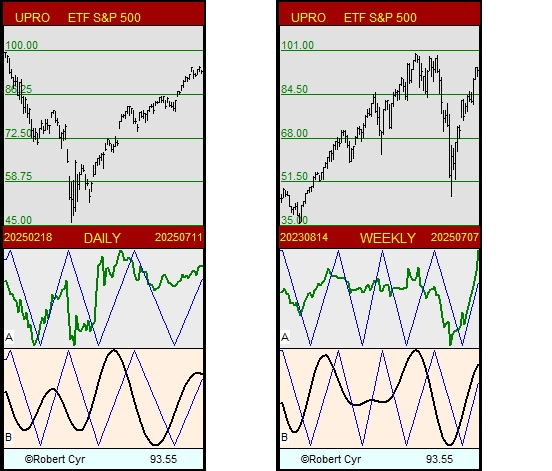 UPRO ETF S&P 500
100.00
86.25
72.50
58.75
45.00
20250218 DAILY 20250711
A
B
©Robert Cyr 93.55
UPRO ETF S&P 500
101.00
84.50
68.00
51.50
35.00
20230814 WEEKLY 20250707
A
B
©Robert Cyr 93.55